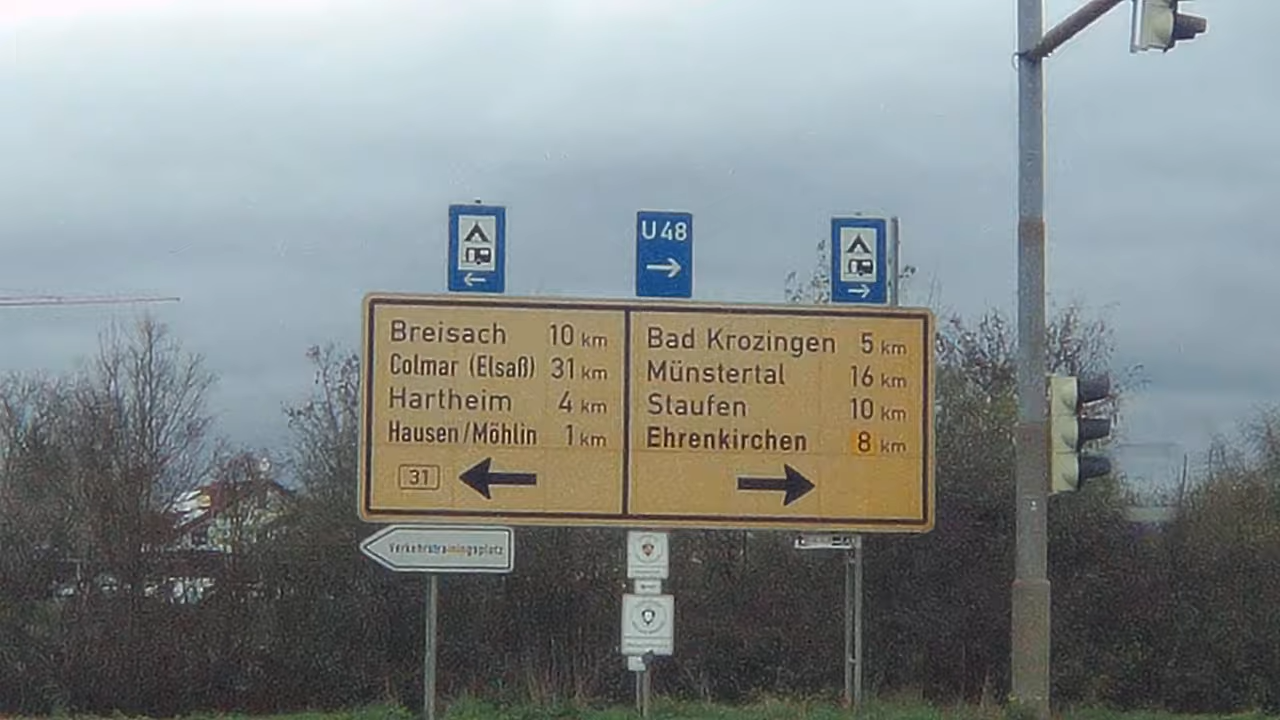 U 48
Breisach 10 km
Colmar (Elsaß) 31 km
Hartheim 4 km
Hausen/Möhlin 1 km
31
Bad Krozingen 5 km
Münstertal 16 km
Staufen 10 km
Ehrenkirchen 8 km
Verkehrstrainingsplatz